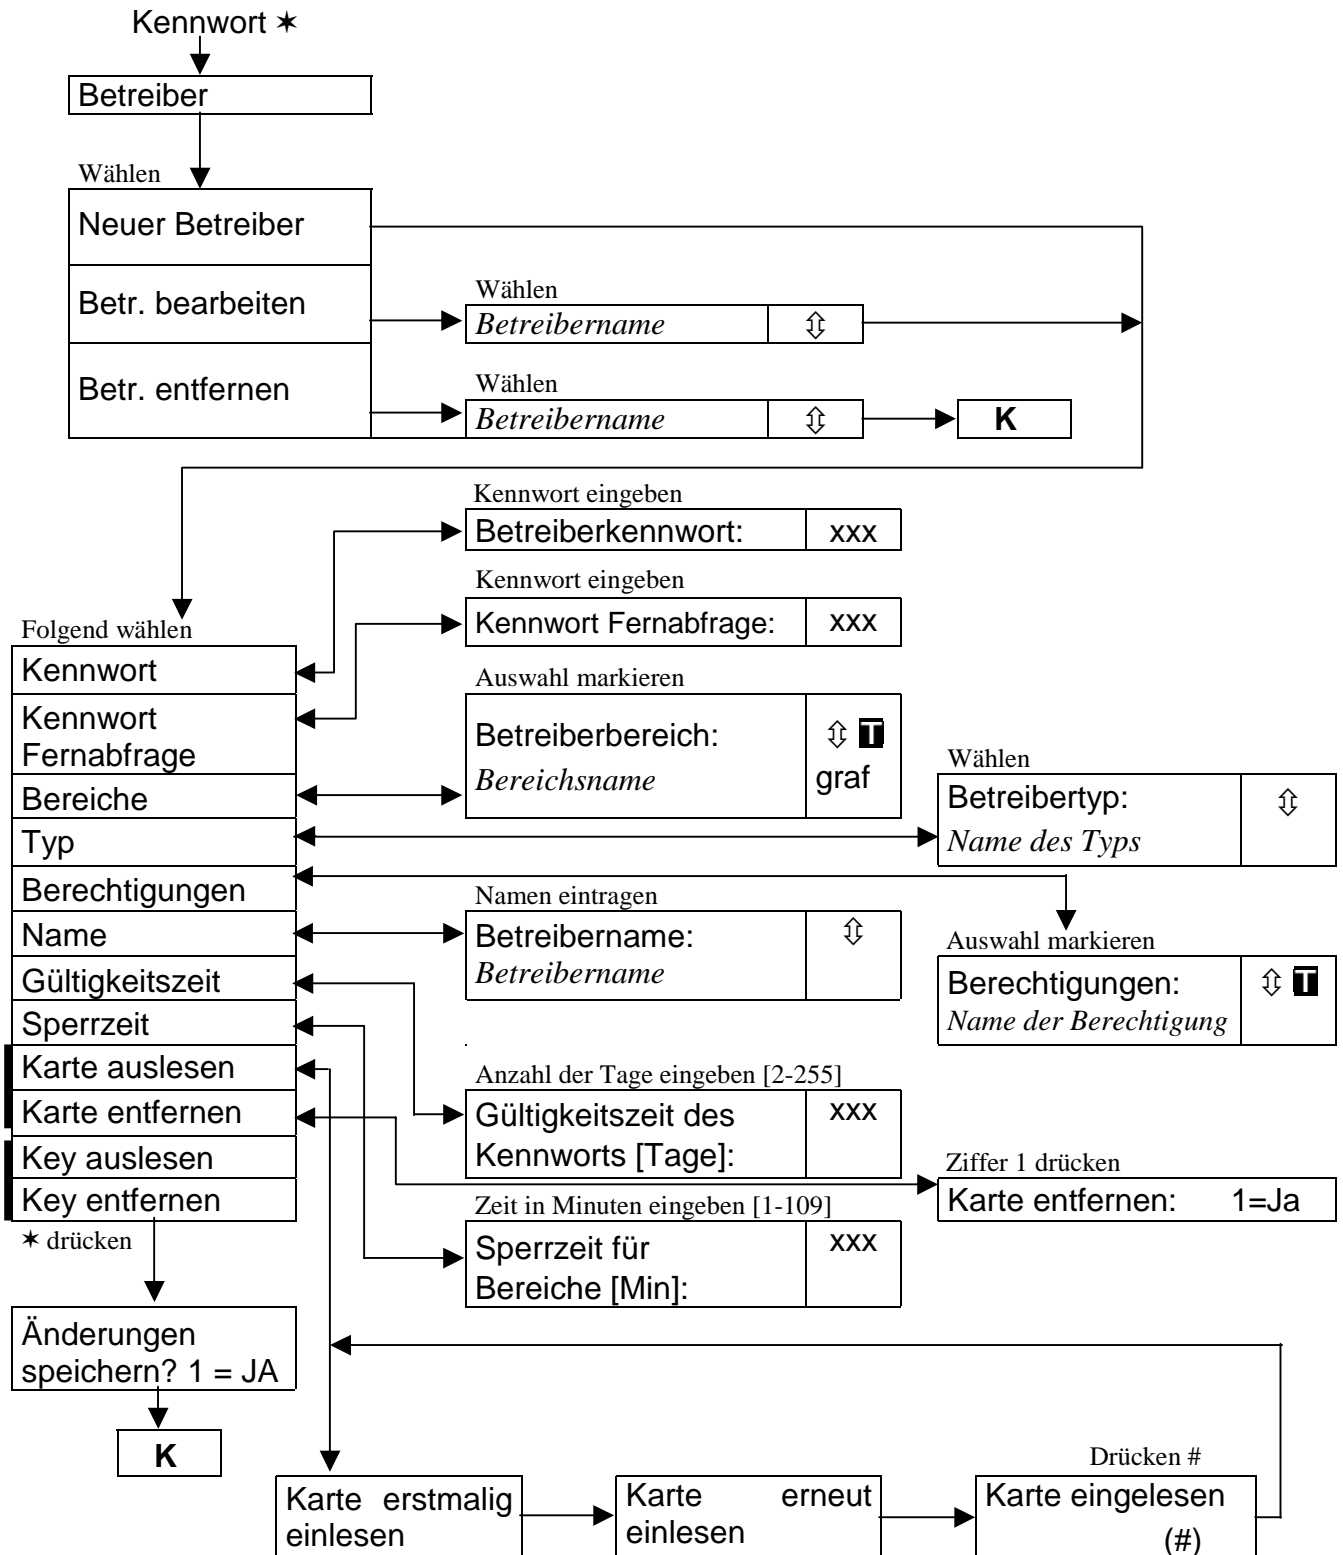 Kennwort ✶
Betreiber
Wählen
Neuer Betreiber
Betr. bearbeiten
Wählen
Betreibername ⇳
Betr. entfernen
Wählen
Betreibername ⇳
K
Kennwort eingeben
Betreiberkennwort: xxx
Kennwort eingeben
Kennwort Fernabfrage: xxx
Folgend wählen
Kennwort
Kennwort
Fernabfrage
Bereiche
Typ
Berechtigungen
Name
Gültigkeitszeit
Sperrzeit
Karte auslesen
Karte entfernen
Key auslesen
Key entfernen
✶ drücken
Änderungen
speichern? 1 = JA
K
Auswahl markieren
Betreiberbereich: ⇳ T
Bereichsname graf
Wählen
Betreibertyp: ⇳
Name des Typs
Namen eintragen
Betreibername: ⇳
Betreibername
Auswahl markieren
Berechtigungen: ⇳ T
Name der Berechtigung
Anzahl der Tage eingeben [2-255]
Gültigkeitszeit des xxx
Kennworts [Tage]:
Ziffer 1 drücken
Karte entfernen: 1=Ja
Zeit in Minuten eingeben [1-109]
Sperrzeit für xxx
Bereiche [Min]:
Karte erstmalig
einlesen
Karte erneut
einlesen
Drücken #
Karte eingelesen
(#)